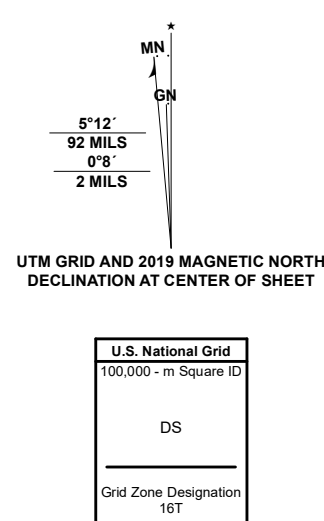 MN
GN
5°12´
92 MILS
0°8´
2 MILS
UTM GRID AND 2019 MAGNETIC NORTH
DECLINATION AT CENTER OF SHEET
U.S. National Grid
100,000 - m Square ID
DS
Grid Zone Designation
16T